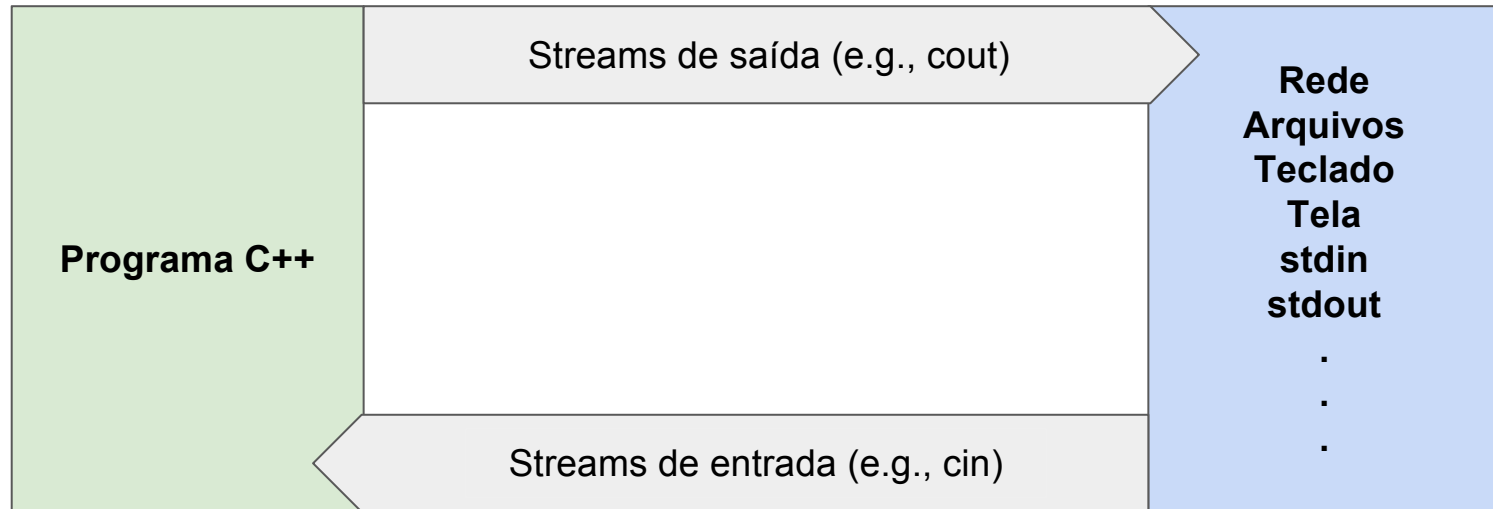 Streams de saída (e.g., cout)
Programa C++
Rede
Arquivos
Teclado
Tela
stdin
stdout
.
.
.
Streams de entrada (e.g., cin)